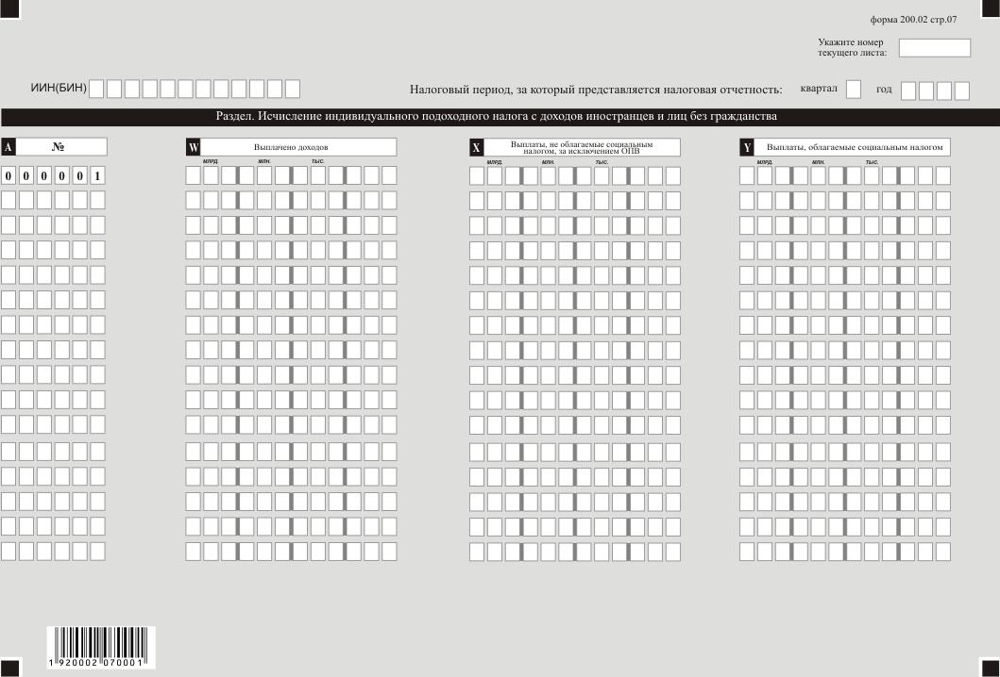 форма 200.02 стр.07
Укажите номер
текущего листа:
ИИН(БИН)
Налоговый период, за который представляется налоговая отчетность: квартал год
Раздел. Исчисление индивидуального подоходного налога с доходов иностранцев и лиц без гражданства
A №
W Выплачено доходов
X Выплаты, не облагаемые социальным
налогом, за исключением ОПВ
Y Выплаты, облагаемые социальным налогом
МЛРД. МЛН. ТЫС. МЛРД. МЛН. ТЫС. МЛРД. МЛН. ТЫС.
0 0 0 0 0 1
1 920002 070001